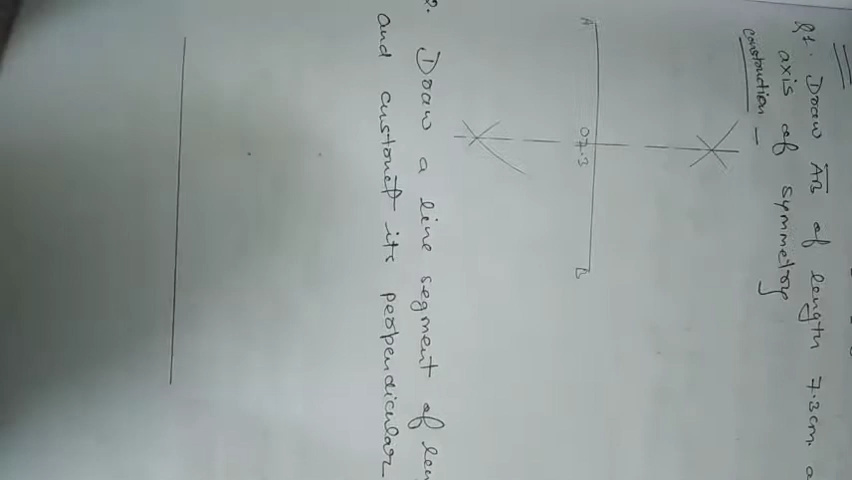 Q1. Draw AB of length 7.3cm. a
axis of symmetry
Construction -
A
O
7.3
B
2. Draw a line segment of len
and custonct its perpendicular